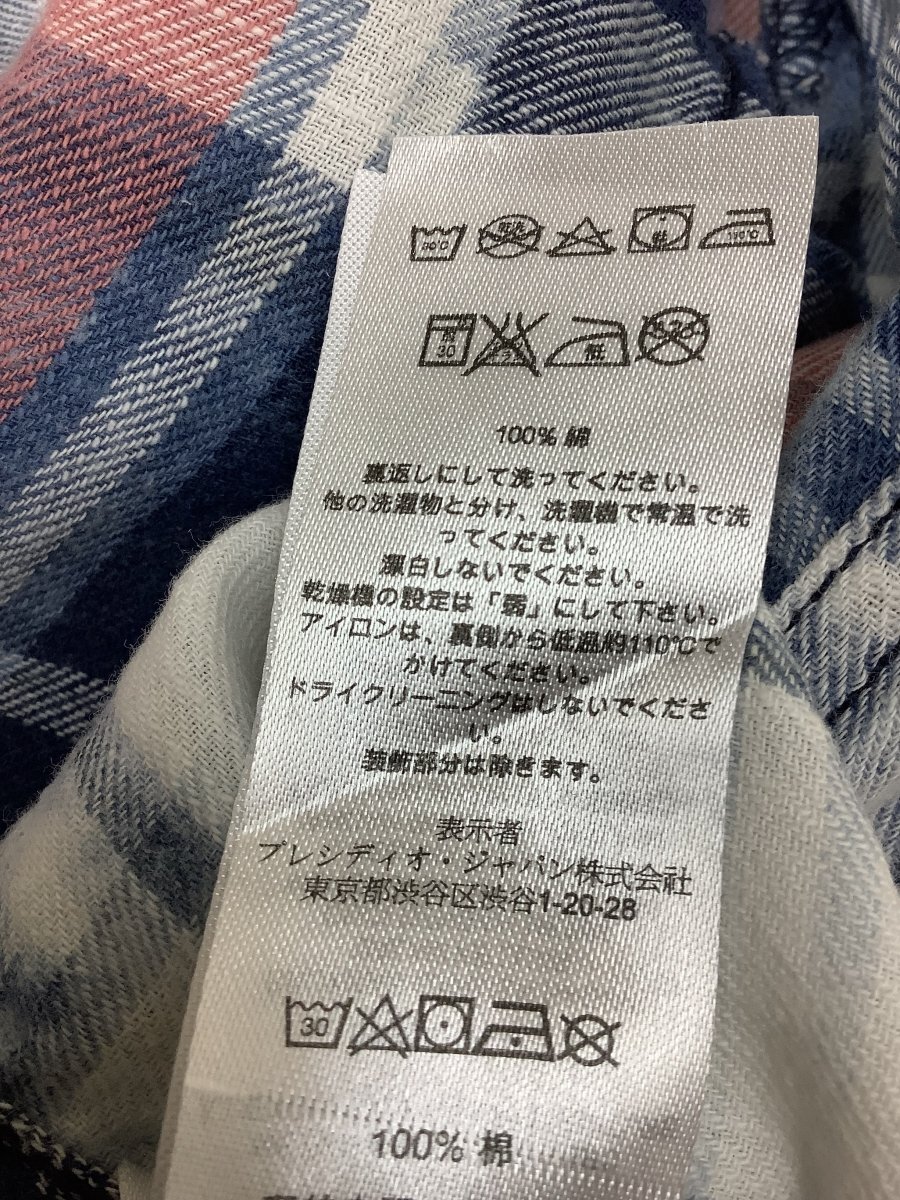 30℃
110℃
30
100% 綿
裏返しにして洗ってください。
他の洗濯物と分け、洗濯機で常温で洗
ってください。
漂白しないでください。
乾燥機の設定は「弱」にして下さい。
アイロンは、裏側から低温約110℃で
かけてください。
ドライクリーニングはしないでくださ
い。
装飾部分は除きます。
表示者
プレシディオ・ジャパン株式会社
東京都渋谷区渋谷1-20-28
30
100% 棉